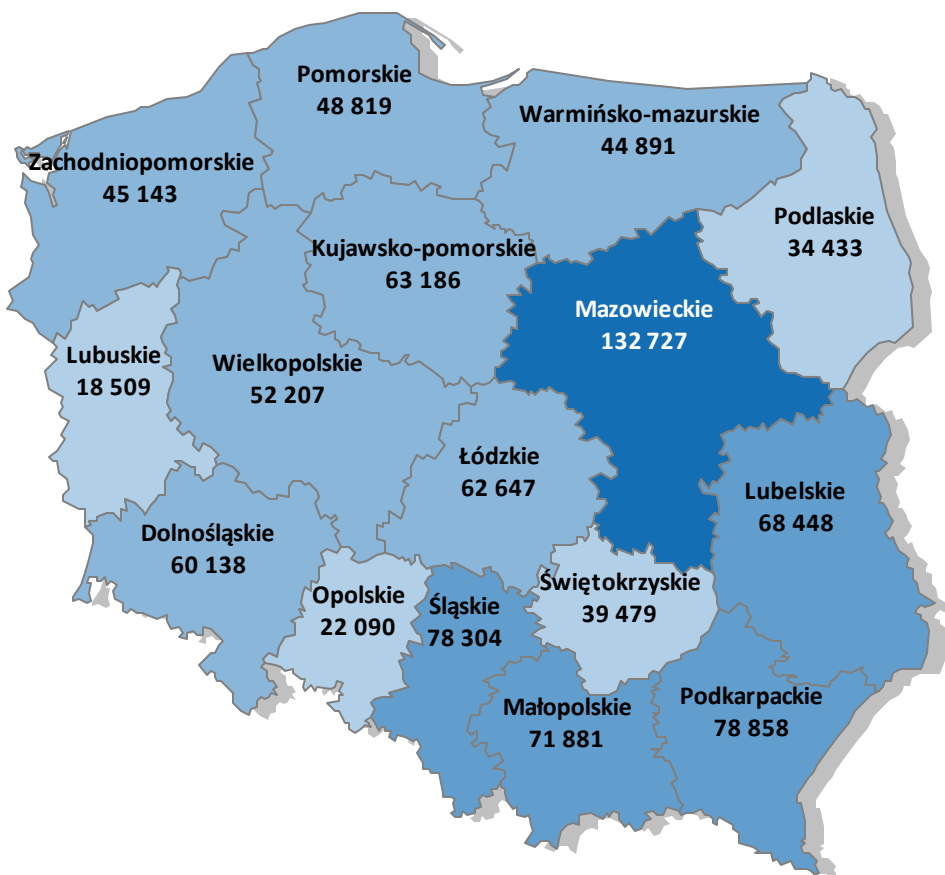 Pomorskie
48 819
Warmińsko-mazurskie
44 891
Zachodniopomorskie
45 143
Podlaskie
34 433
Kujawsko-pomorskie
63 186
Mazowieckie
132 727
Lubuskie
18 509
Wielkopolskie
52 207
Łódzkie
62 647
Lubelskie
68 448
Dolnośląskie
60 138
Opolskie
22 090
Śląskie
78 304
Świętokrzyskie
39 479
Małopolskie
71 881
Podkarpackie
78 858